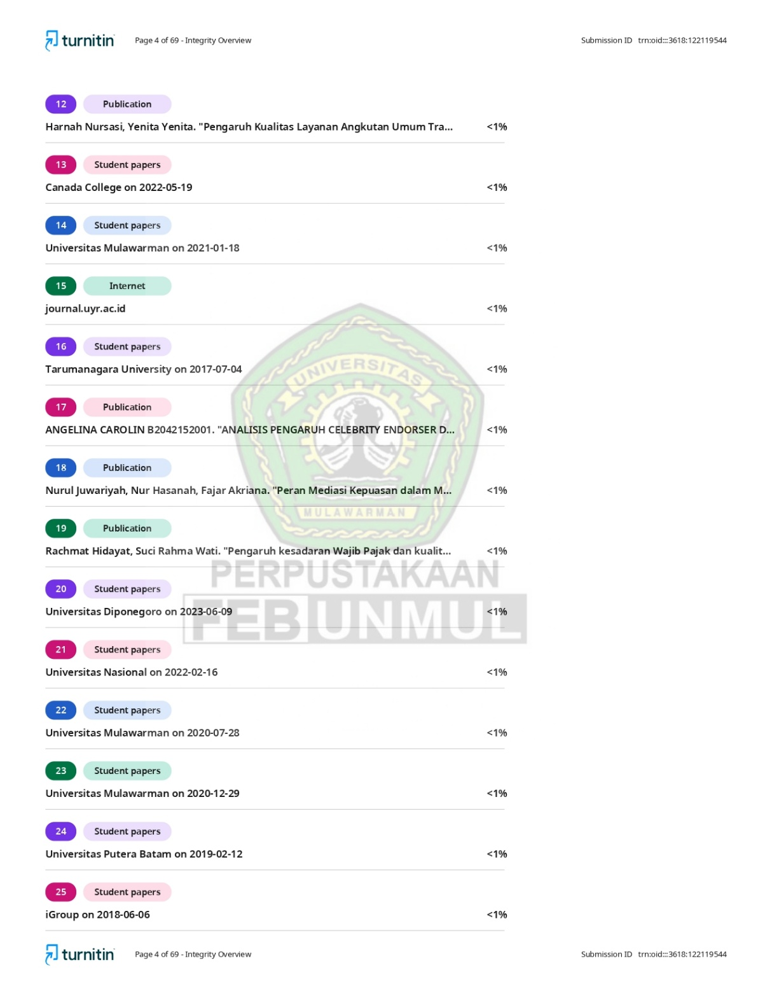 turnitin Page 4 of 69 - Integrity Overview Submission ID trn:oid:::3618:122119544
12 Publication
Harnah Nursasi, Yenita Yenita. "Pengaruh Kualitas Layanan Angkutan Umum Tra... <1%
13 Student papers
Canada College on 2022-05-19 <1%
14 Student papers
Universitas Mulawarman on 2021-01-18 <1%
15 Internet
journal.uyr.ac.id <1%
16 Student papers
Tarumanagara University on 2017-07-04 <1%
UNIVERSITAS
17 Publication
ANGELINA CAROLIN B2042152001. "ANALISIS PENGARUH CELEBRITY ENDORSER D... <1%
18 Publication
Nurul Juwariyah, Nur Hasanah, Fajar Akriana. "Peran Mediasi Kepuasan dalam M... <1%
MULAWARMAN
19 Publication
Rachmat Hidayat, Suci Rahma Wati. "Pengaruh kesadaran Wajib Pajak dan kualit... <1%
PERPUSTAKAAN
20 Student papers
Universitas Diponegoro on 2023-06-09 <1%
FEB UNMUL
21 Student papers
Universitas Nasional on 2022-02-16 <1%
22 Student papers
Universitas Mulawarman on 2020-07-28 <1%
23 Student papers
Universitas Mulawarman on 2020-12-29 <1%
24 Student papers
Universitas Putera Batam on 2019-02-12 <1%
25 Student papers
iGroup on 2018-06-06 <1%
turnitin Page 4 of 69 - Integrity Overview Submission ID trn:oid:::3618:122119544